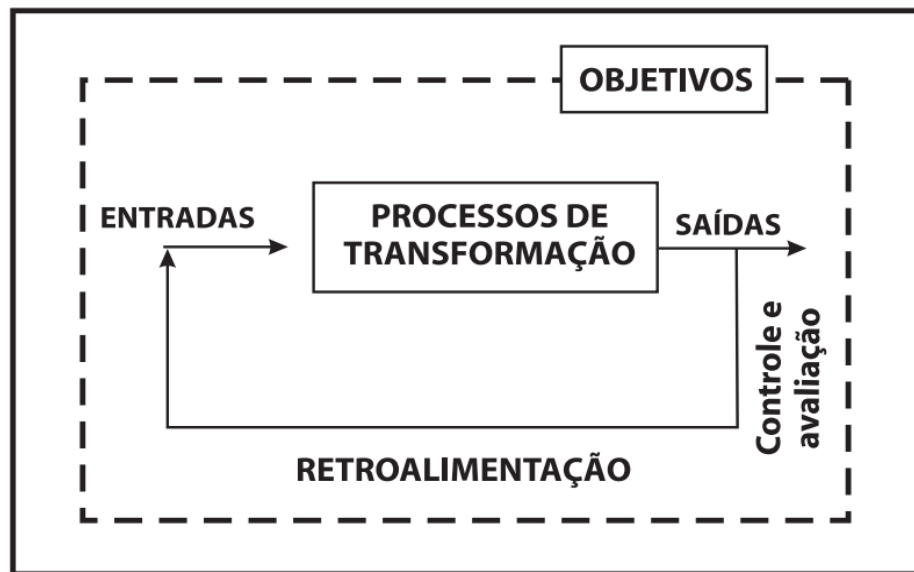 OBJETIVOS
ENTRADAS
PROCESSOS DE
TRANSFORMAÇÃO
SAÍDAS
Controle e
avaliação
RETROALIMENTAÇÃO